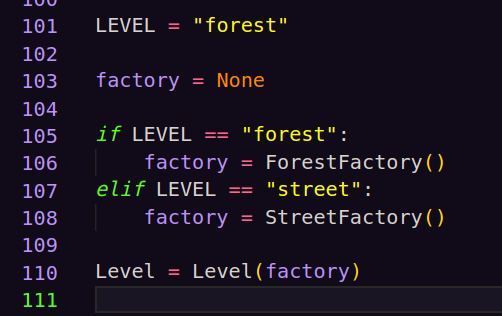 101 LEVEL = "forest"
102
103 factory = None
104
105 if LEVEL == "forest":
106     factory = ForestFactory()
107 elif LEVEL == "street":
108     factory = StreetFactory()
109
110 Level = Level(factory)
111